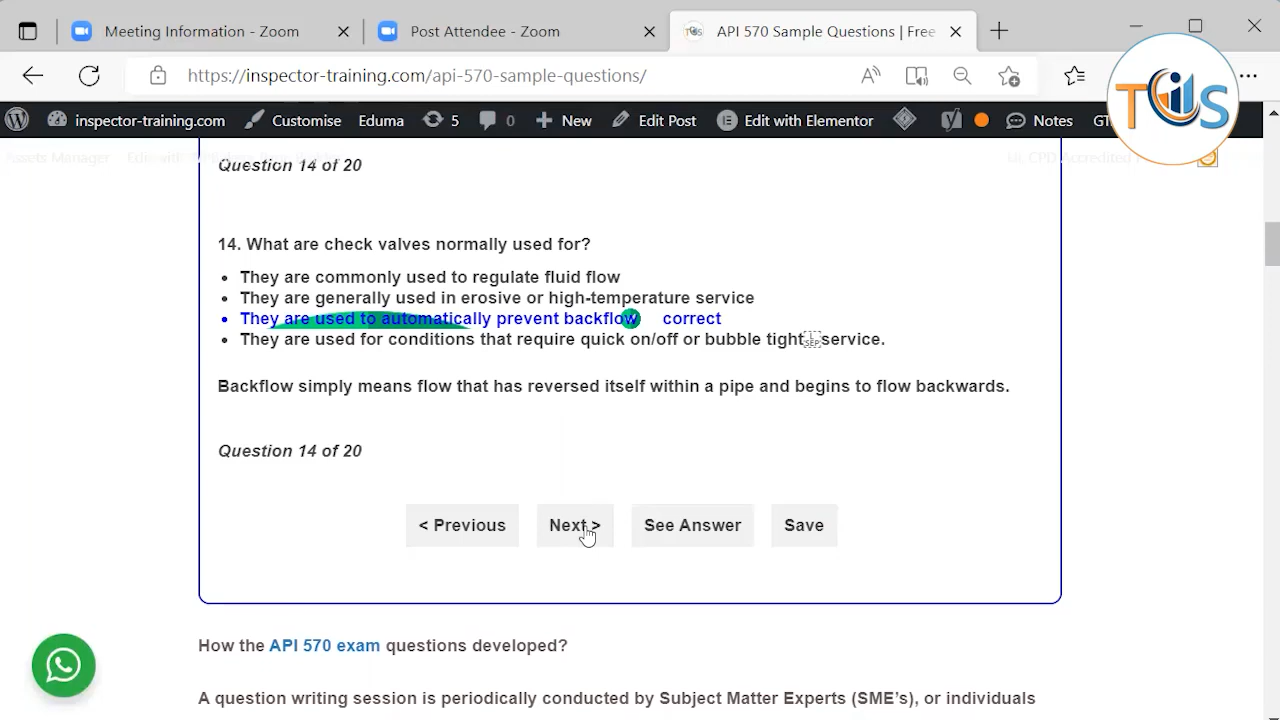 Meeting Information - Zoom
Post Attendee - Zoom
API 570 Sample Questions | Free
https://inspector-training.com/api-570-sample-questions/
TCILS
inspector-training.com Customise Eduma 5 0 New Edit Post Edit with Elementor Notes GT
Assets Manager
Question 14 of 20
14. What are check valves normally used for?
• They are commonly used to regulate fluid flow
• They are generally used in erosive or high-temperature service
• They are used to automatically prevent backflow correct
• They are used for conditions that require quick on/off or bubble tight service.
Backflow simply means flow that has reversed itself within a pipe and begins to flow backwards.
Question 14 of 20
< Previous Next > See Answer Save
How the API 570 exam questions developed?
A question writing session is periodically conducted by Subject Matter Experts (SME's), or individuals